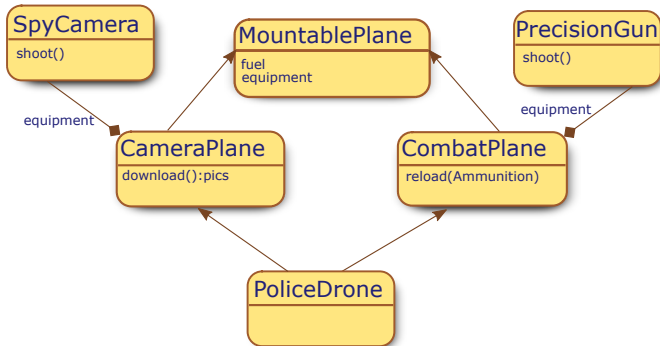 SpyCamera
shoot()
MountablePlane
fuel
equipment
PrecisionGun
shoot()
equipment
equipment
CameraPlane
download():pics
CombatPlane
reload(Ammunition)
PoliceDrone